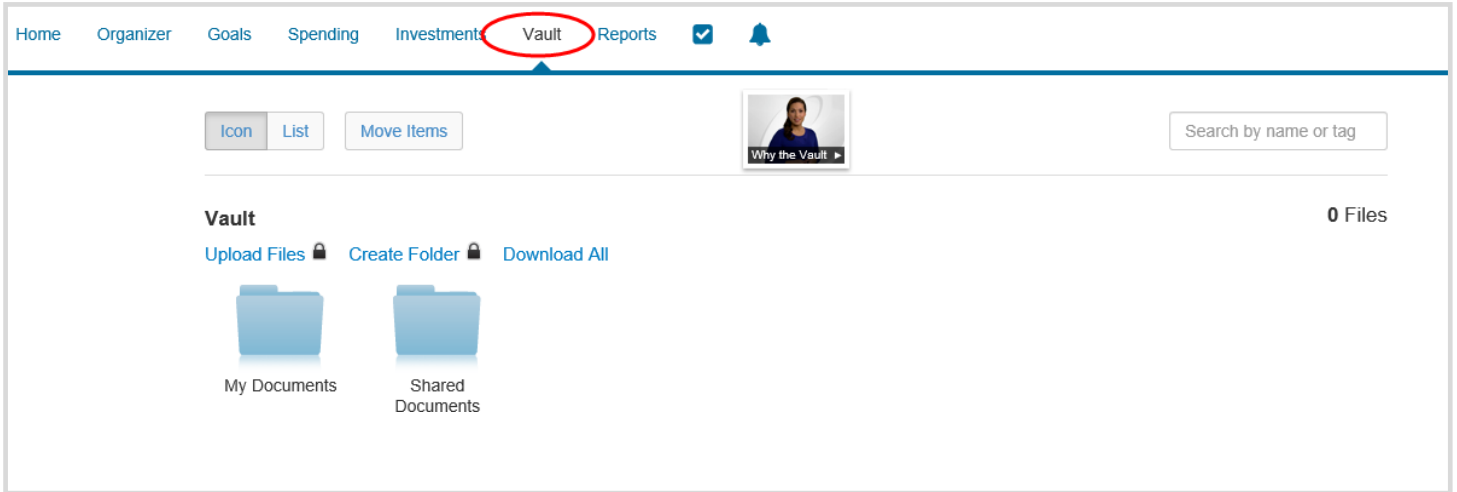 Home Organizer Goals Spending Investments Vault Reports
Icon List Move Items
Why the Vault
Search by name or tag
Vault
0 Files
Upload Files Create Folder Download All
My Documents
Shared
Documents